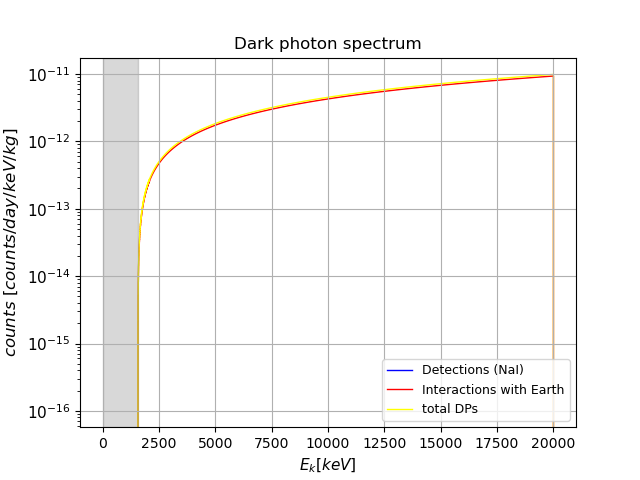 Dark photon spectrum
counts [counts/day/keV/kg]
10⁻¹¹
10⁻¹²
10⁻¹³
10⁻¹⁴
10⁻¹⁵
10⁻¹⁶
Detections (NaI)
Interactions with Earth
total DPs
0 2500 5000 7500 10000 12500 15000 17500 20000
Eₖ[keV]